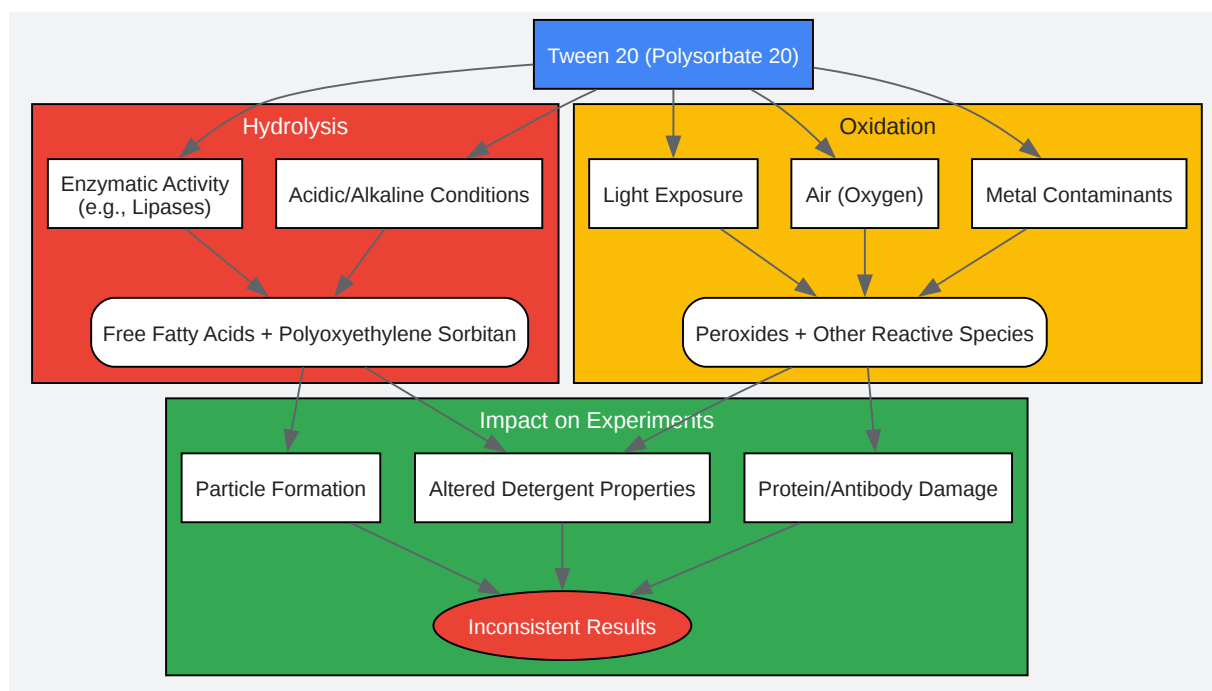 Tween 20 (Polysorbate 20)
Hydrolysis
Oxidation
Enzymatic Activity
(e.g., Lipases)
Acidic/Alkaline Conditions
Light Exposure
Air (Oxygen)
Metal Contaminants
Free Fatty Acids + Polyoxyethylene Sorbitan
Peroxides + Other Reactive Species
Impact on Experiments
Particle Formation
Altered Detergent Properties
Protein/Antibody Damage
Inconsistent Results